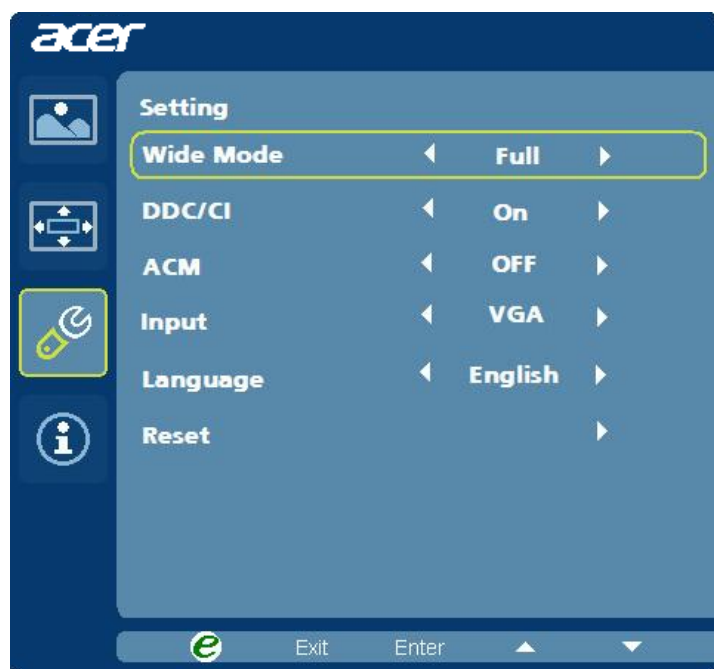 acer
Setting
Wide Mode Full
DDC/CI On
ACM OFF
Input VGA
Language English
Reset
e Exit Enter